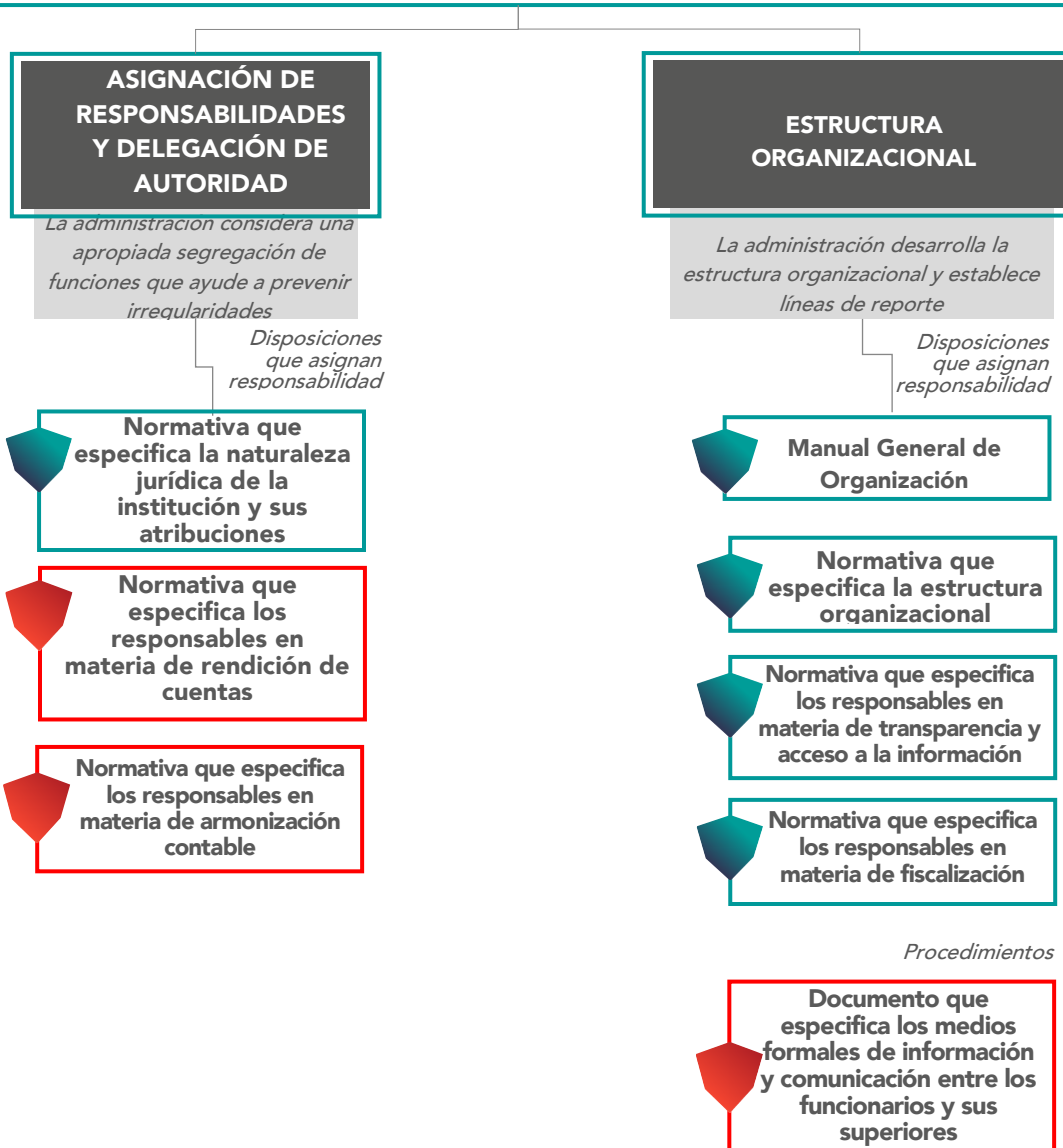 ASIGNACIÓN DE
RESPONSABILIDADES
Y DELEGACIÓN DE
AUTORIDAD
La administración considera una
apropiada segregación de
funciones que ayude a prevenir
irregularidades
Disposiciones
que asignan
responsabilidad
Normativa que
especifica la naturaleza
jurídica de la
institución y sus
atribuciones
Normativa que
especifica los
responsables en
materia de rendición de
cuentas
Normativa que especifica
los responsables en
materia de armonización
contable
ESTRUCTURA
ORGANIZACIONAL
La administración desarrolla la
estructura organizacional y establece
líneas de reporte
Disposiciones
que asignan
responsabilidad
Manual General de
Organización
Normativa que
especifica la estructura
organizacional
Normativa que especifica
los responsables en
materia de transparencia y
acceso a la información
Normativa que especifica
los responsables en
materia de fiscalización
Procedimientos
Documento que
especifica los medios
formales de información
y comunicación entre los
funcionarios y sus
superiores